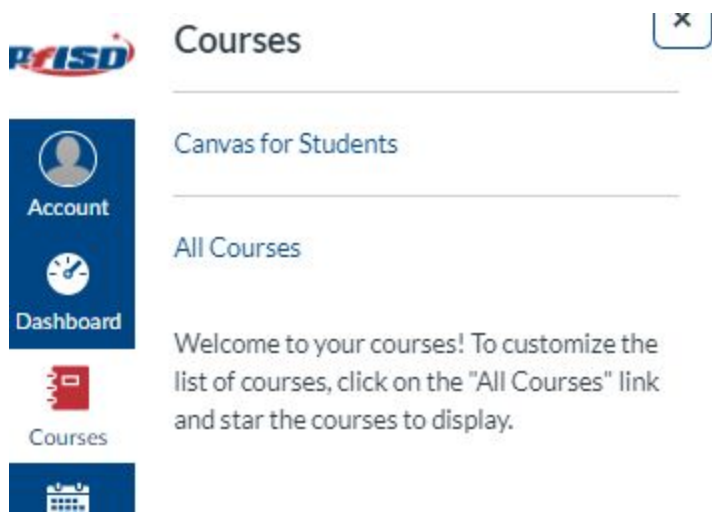 PfISD
Courses
x
Canvas for Students
Account
All Courses
Dashboard
Welcome to your courses! To customize the
list of courses, click on the "All Courses" link
and star the courses to display.
Courses